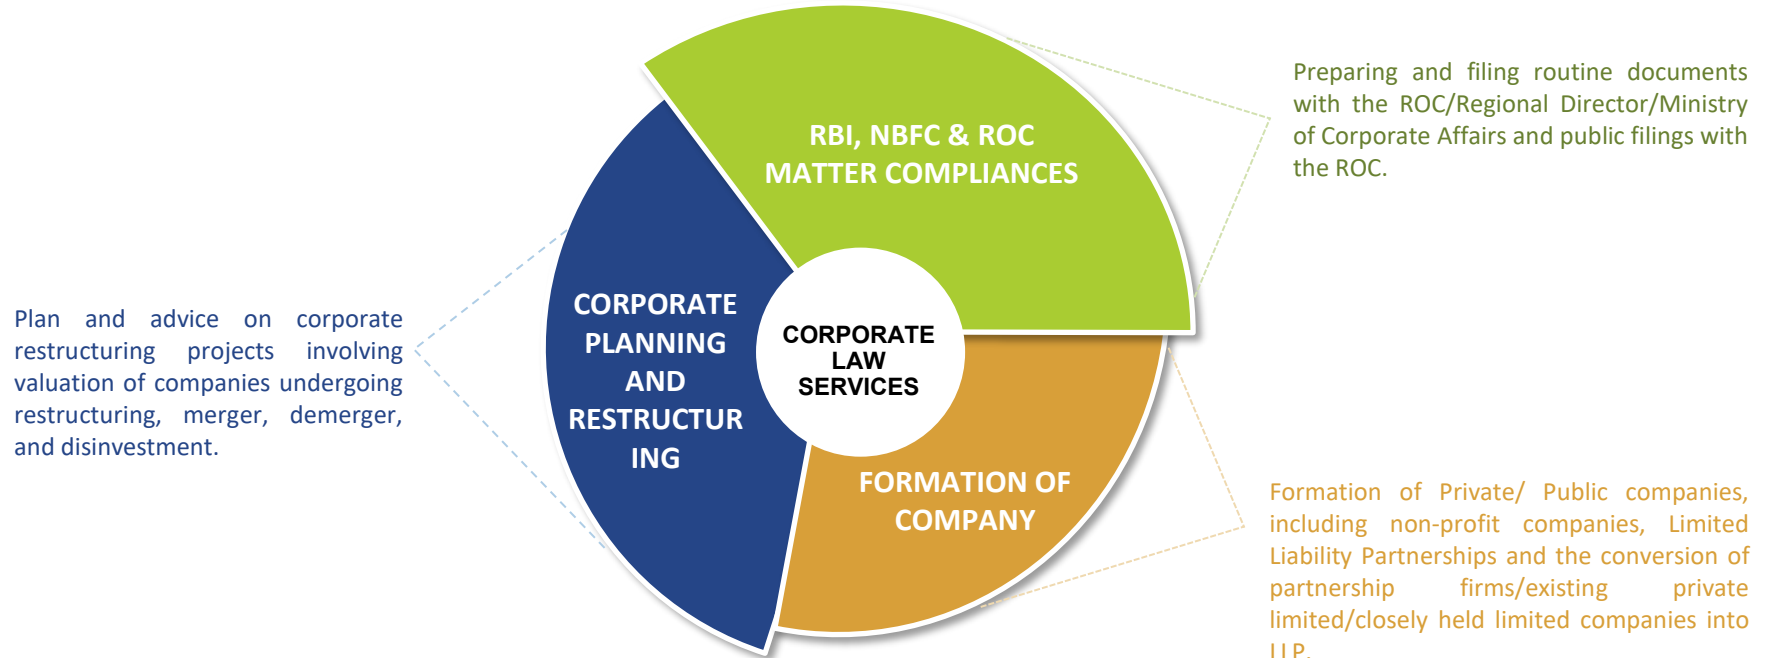 RBI, NBFC & ROC
MATTER COMPLIANCES
Preparing and filing routine documents
with the ROC/Regional Director/Ministry
of Corporate Affairs and public filings with
the ROC.
CORPORATE
PLANNING
AND
RESTRUCTUR
ING
Plan and advice on corporate
restructuring projects involving
valuation of companies undergoing
restructuring, merger, demerger,
and disinvestment.
CORPORATE
LAW
SERVICES
FORMATION OF
COMPANY
Formation of Private/ Public companies,
including non-profit companies, Limited
Liability Partnerships and the conversion of
partnership firms/existing private
limited/closely held limited companies into
LLP.